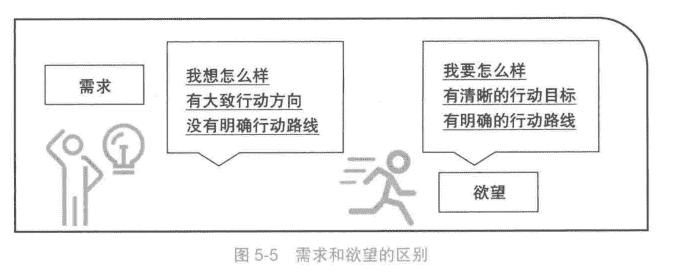 需求
我想怎么样
有大致行动方向
没有明确行动路线
我要怎么样
有清晰的行动目标
有明确的行动路线
欲望
图 5-5 需求和欲望的区别